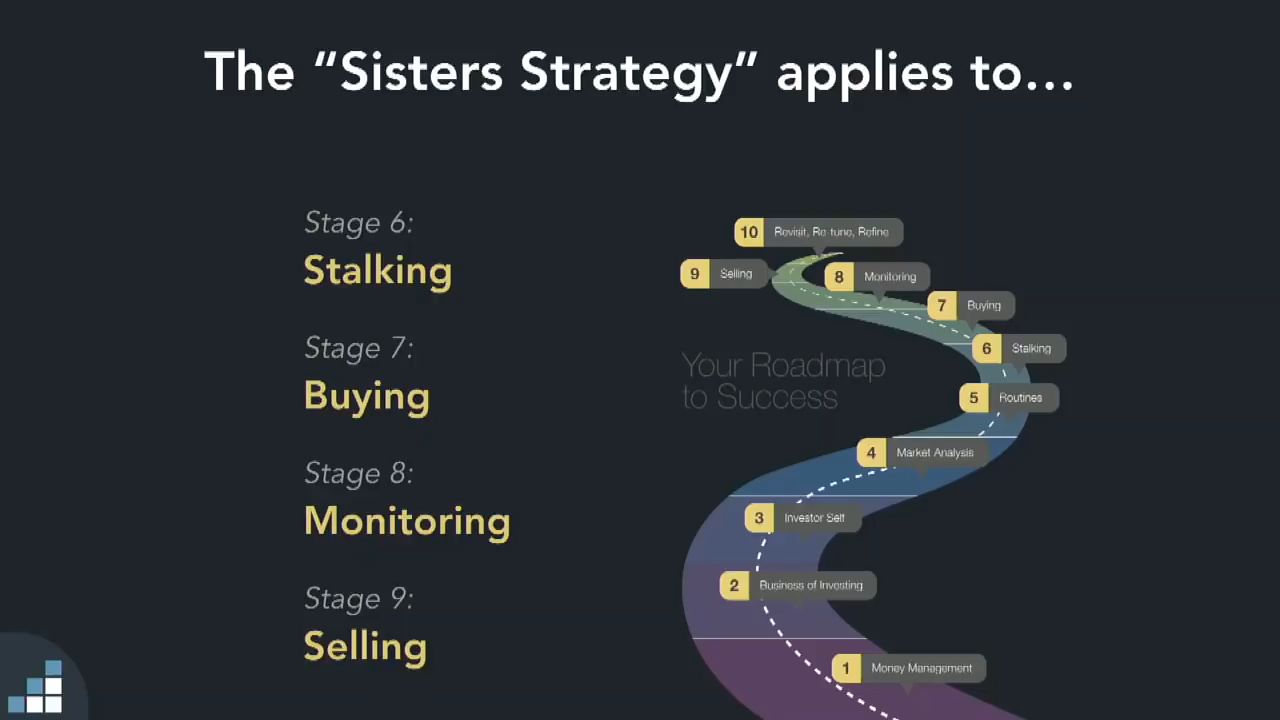 The “Sisters Strategy” applies to...
Stage 6:
Stalking
Stage 7:
Buying
Stage 8:
Monitoring
Stage 9:
Selling
10 Revisit, Re-tune, Refine
9 Selling
8 Monitoring
7 Buying
6 Stalking
Your Roadmap
to Success
5 Routines
4 Market Analysis
3 Investor Self
2 Business of Investing
1 Money Management